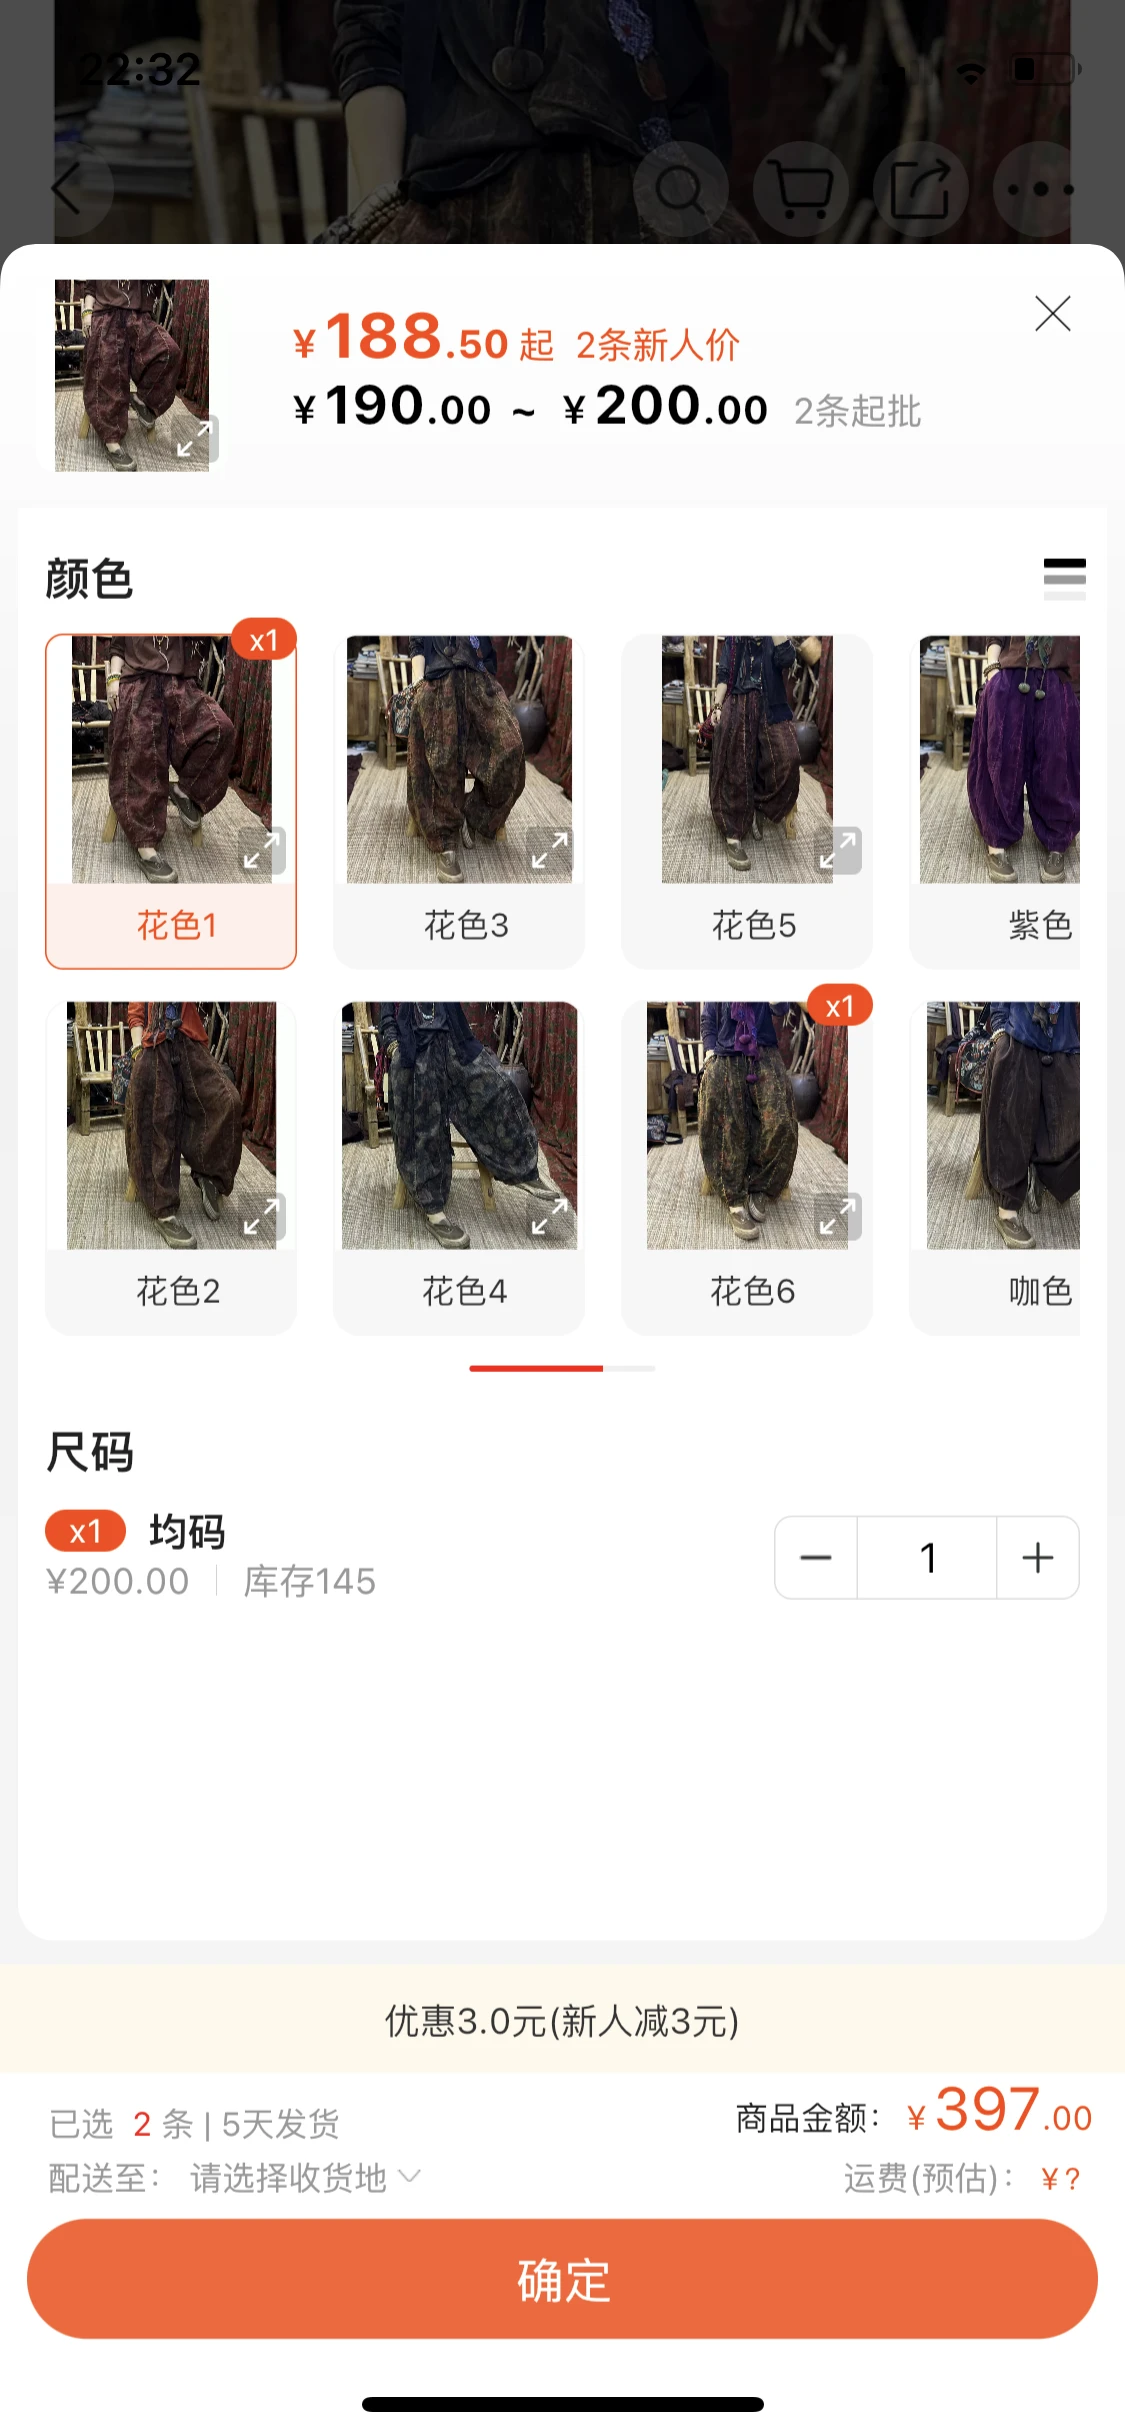 22:32
¥188.50起 2条新人价
¥190.00 ~ ¥200.00 2条起批
颜色
x1
花色1
花色3
花色5
紫色
x1
花色2
花色4
花色6
咖色
尺码
x1 均码
¥200.00 库存145
1
优惠3.0元(新人减3元)
已选 2 条 | 5天发货
商品金额: ¥397.00
配送至: 请选择收货地
运费(预估): ¥?
确定